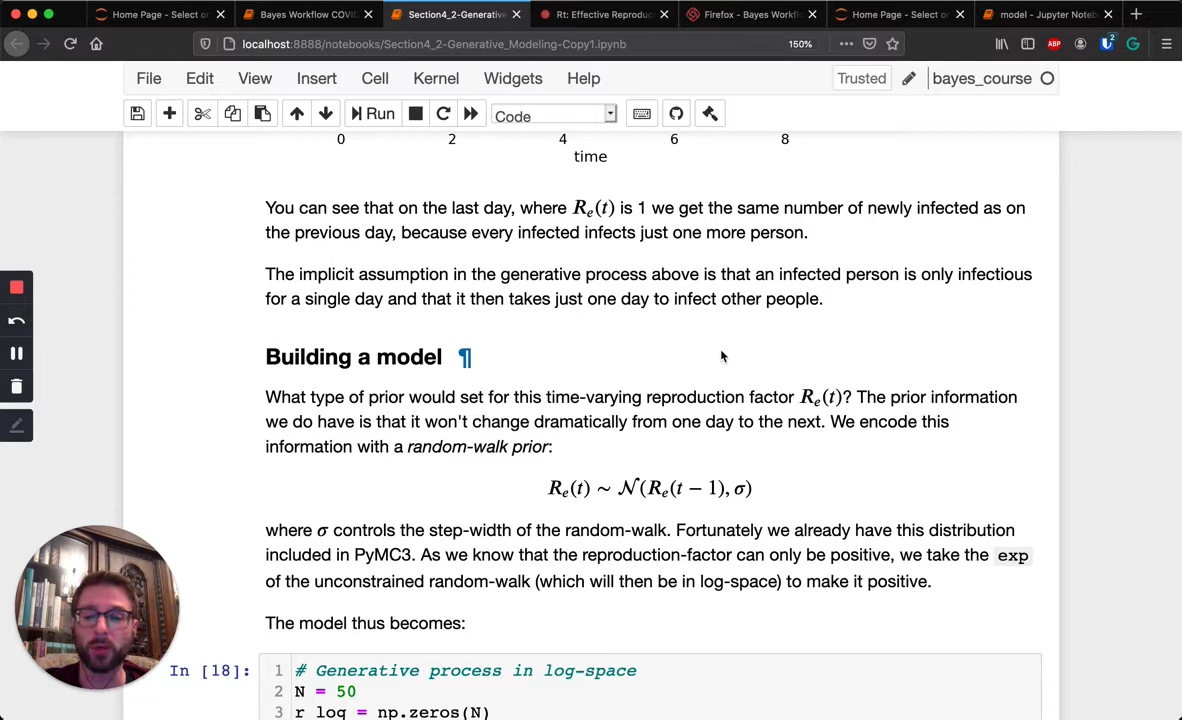 Home Page - Select or
Bayes Workflow COVI
Section4_2-Generative
Rt: Effective Reproduc
Firefox - Bayes Workfl
Home Page - Select or
model - Jupyter Noteb
localhost:8888/notebooks/Section4_2-Generative_Modeling-Copy1.ipynb
150%
ABP
2
File Edit View Insert Cell Kernel Widgets Help
Trusted
bayes_course
Run
Code
0 2 4 6 8
time
You can see that on the last day, where Re(t) is 1 we get the same number of newly infected as on
the previous day, because every infected infects just one more person.
The implicit assumption in the generative process above is that an infected person is only infectious
for a single day and that it then takes just one day to infect other people.
Building a model ¶
What type of prior would set for this time-varying reproduction factor Re(t)? The prior information
we do have is that it won't change dramatically from one day to the next. We encode this
information with a random-walk prior:
Re(t) ∼ N(Re(t − 1), σ)
where σ controls the step-width of the random-walk. Fortunately we already have this distribution
included in PyMC3. As we know that the reproduction-factor can only be positive, we take the exp
of the unconstrained random-walk (which will then be in log-space) to make it positive.
The model thus becomes:
In [18]:
1 # Generative process in log-space
2 N = 50
3 r_log = np.zeros(N)